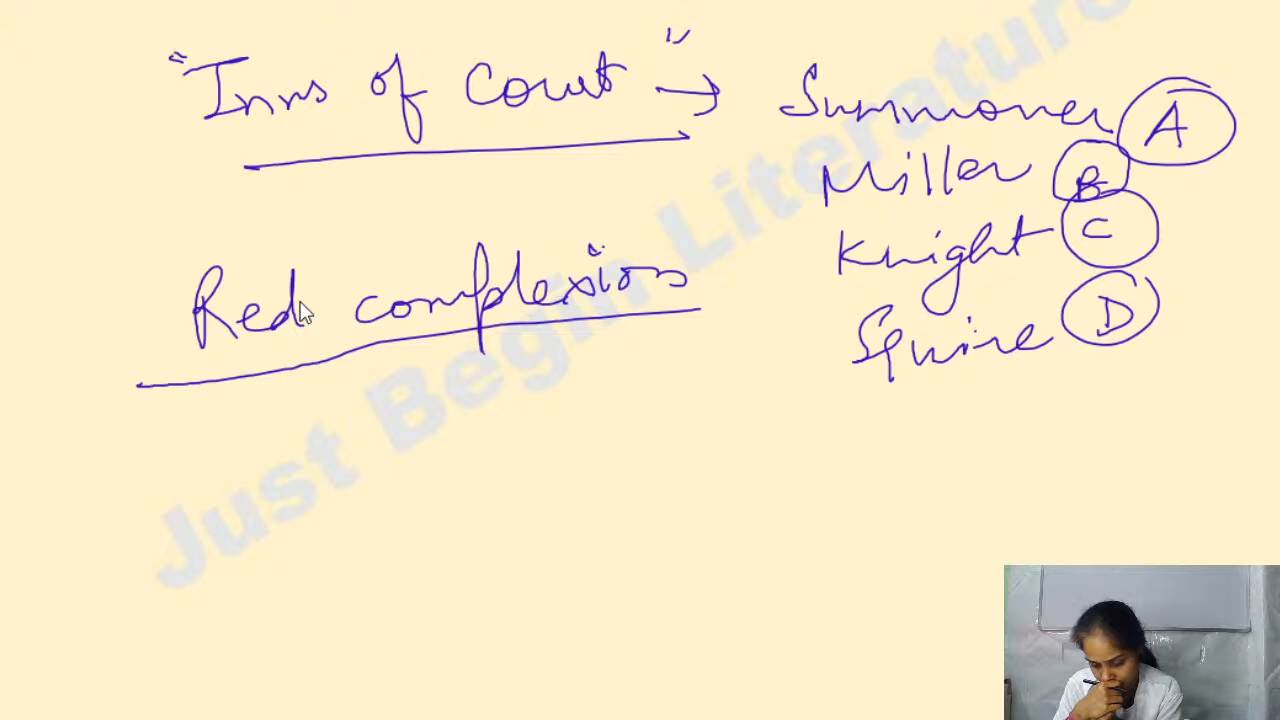 "Inns of Court" → Summoner A
Miller B
Knight C
Squire D
Red complexion
Just Begin Literature